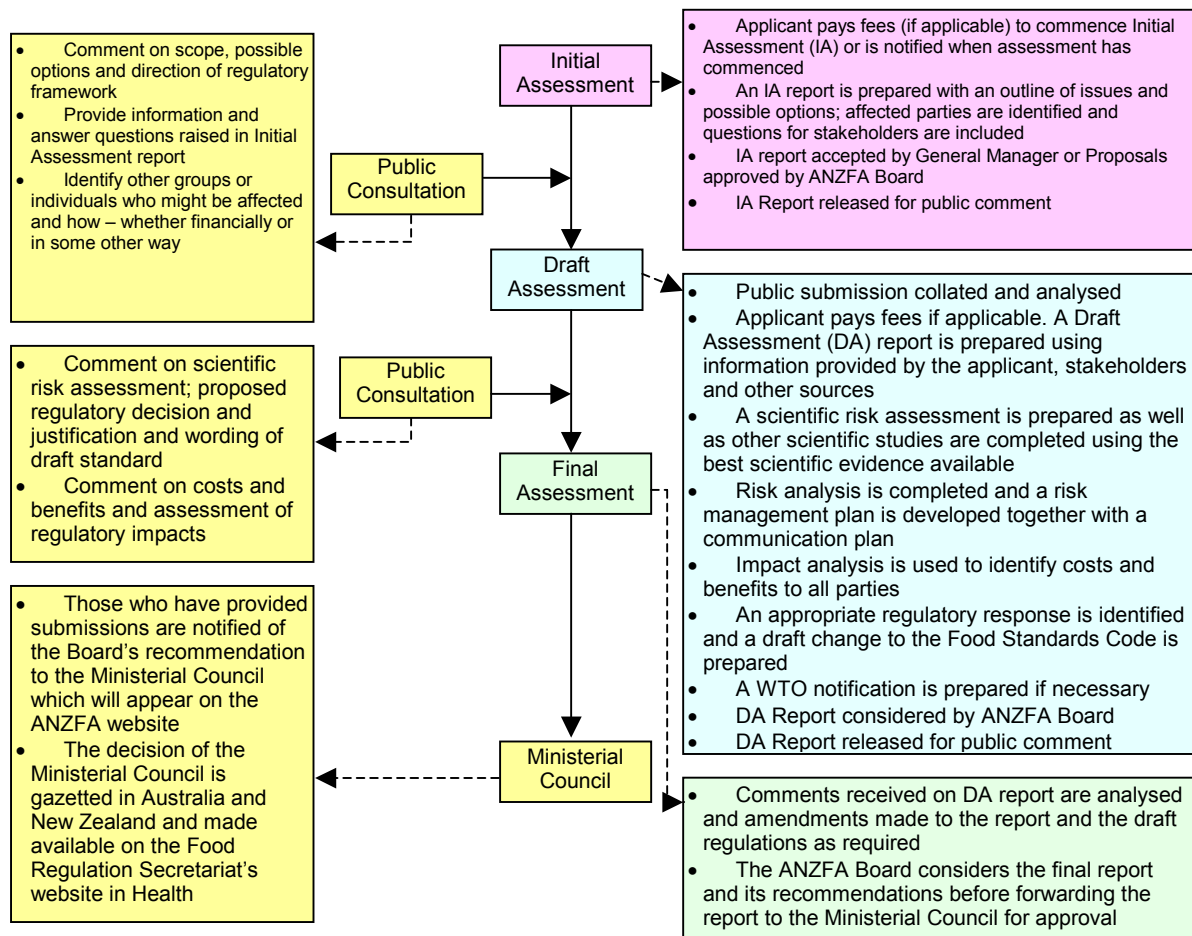 • Comment on scope, possible
options and direction of regulatory
framework
• Provide information and
answer questions raised in Initial
Assessment report
• Identify other groups or
individuals who might be affected
and how – whether financially or
in some other way
Initial
Assessment
• Applicant pays fees (if applicable) to commence Initial
Assessment (IA) or is notified when assessment has
commenced
• An IA report is prepared with an outline of issues and
possible options; affected parties are identified and
questions for stakeholders are included
• IA report accepted by General Manager or Proposals
approved by ANZFA Board
• IA Report released for public comment
Public
Consultation
Draft
Assessment
• Public submission collated and analysed
• Applicant pays fees if applicable. A Draft
Assessment (DA) report is prepared using
information provided by the applicant, stakeholders
and other sources
• A scientific risk assessment is prepared as well
as other scientific studies are completed using the
best scientific evidence available
• Risk analysis is completed and a risk
management plan is developed together with a
communication plan
• Impact analysis is used to identify costs and
benefits to all parties
• An appropriate regulatory response is identified
and a draft change to the Food Standards Code is
prepared
• A WTO notification is prepared if necessary
• DA Report considered by ANZFA Board
• DA Report released for public comment
• Comment on scientific
risk assessment; proposed
regulatory decision and
justification and wording of
draft standard
• Comment on costs and
benefits and assessment of
regulatory impacts
Public
Consultation
Final
Assessment
• Those who have provided
submissions are notified of
the Board's recommendation
to the Ministerial Council
which will appear on the
ANZFA website
• The decision of the
Ministerial Council is
gazetted in Australia and
New Zealand and made
available on the Food
Regulation Secretariat's
website in Health
Ministerial
Council
• Comments received on DA report are analysed
and amendments made to the report and the draft
regulations as required
• The ANZFA Board considers the final report
and its recommendations before forwarding the
report to the Ministerial Council for approval